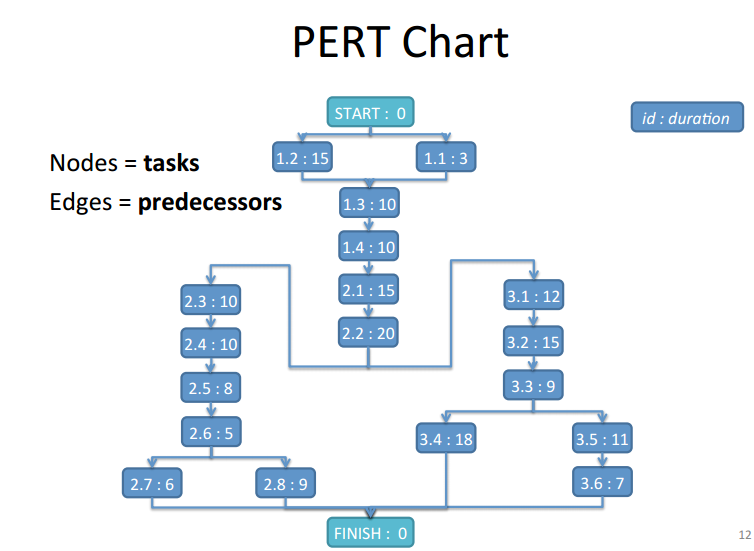 PERT Chart
START : 0
id : duration
Nodes = tasks
1.2 : 15
1.1 : 3
Edges = predecessors
1.3 : 10
1.4 : 10
2.1 : 15
2.2 : 20
2.3 : 10
2.4 : 10
2.5 : 8
2.6 : 5
2.7 : 6
2.8 : 9
3.1 : 12
3.2 : 15
3.3 : 9
3.4 : 18
3.5 : 11
3.6 : 7
FINISH : 0
12